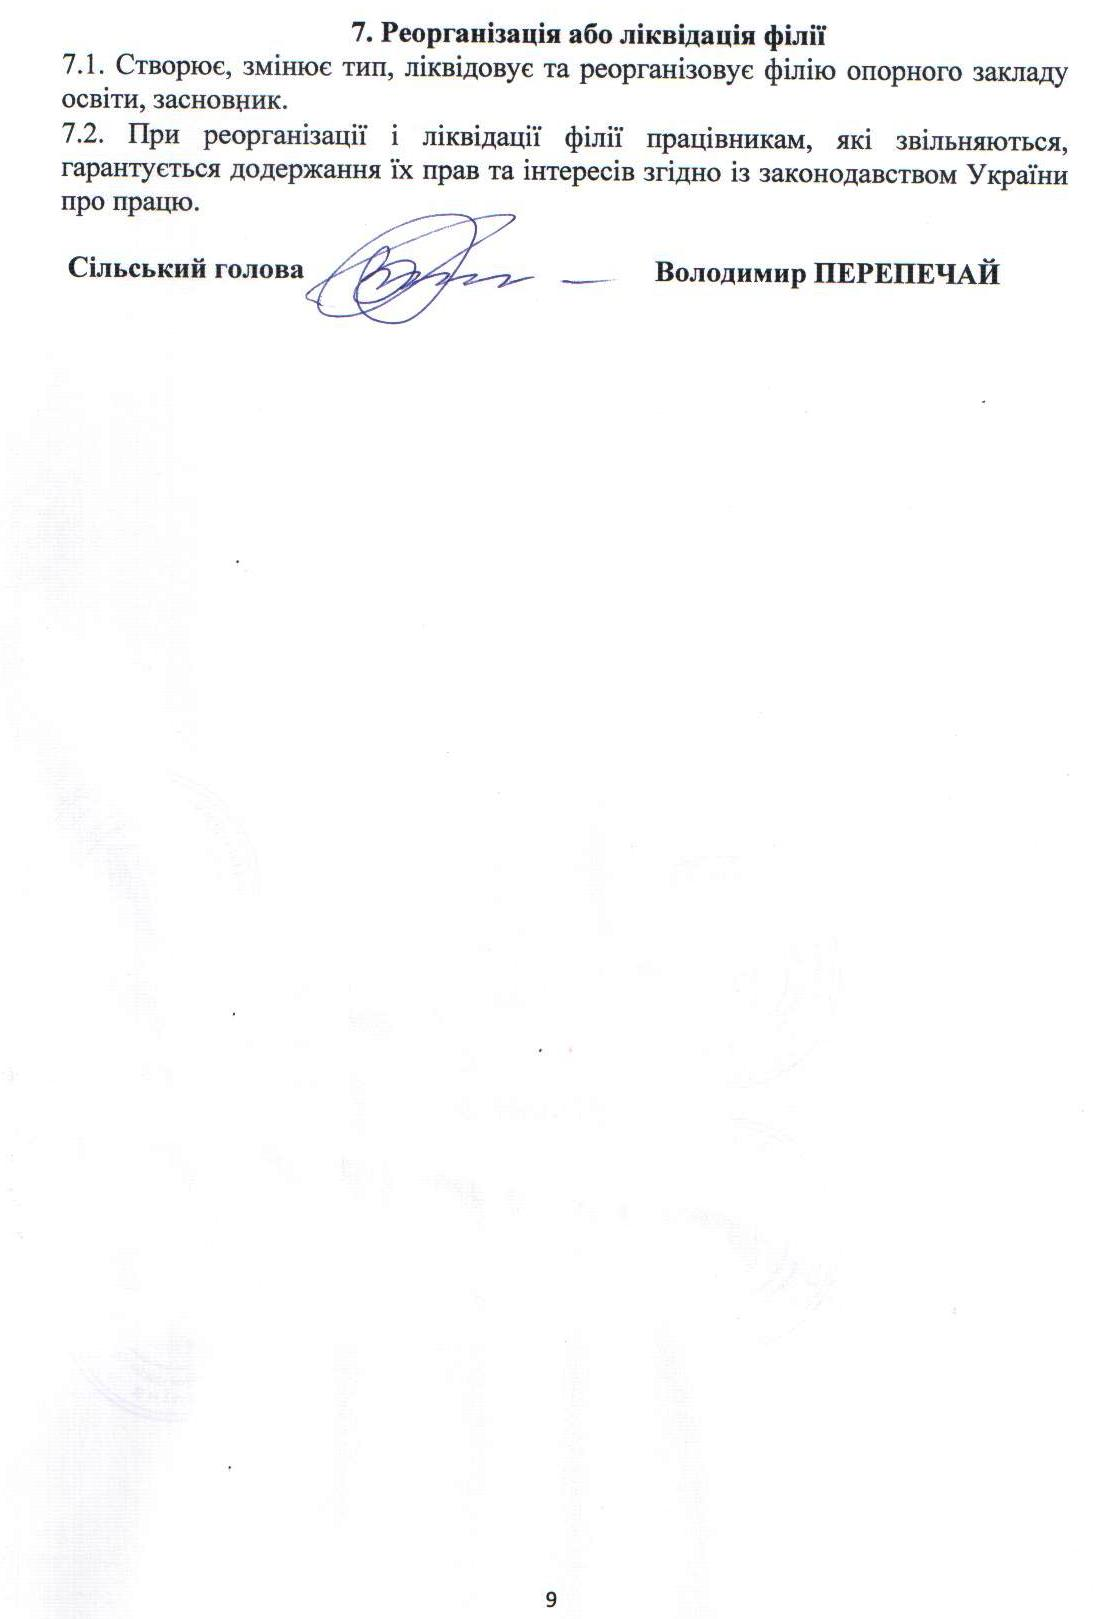 7. Реорганізація або ліквідація філії
7.1. Створює, змінює тип, ліквідовує та реорганізовує філію опорного закладу
освіти, засновник.
7.2. При реорганізації і ліквідації філії працівникам, які звільняються,
гарантується додержання їх прав та інтересів згідно із законодавством України
про працю.
Сільський голова Володимир ПЕРЕПЕЧАЙ
9